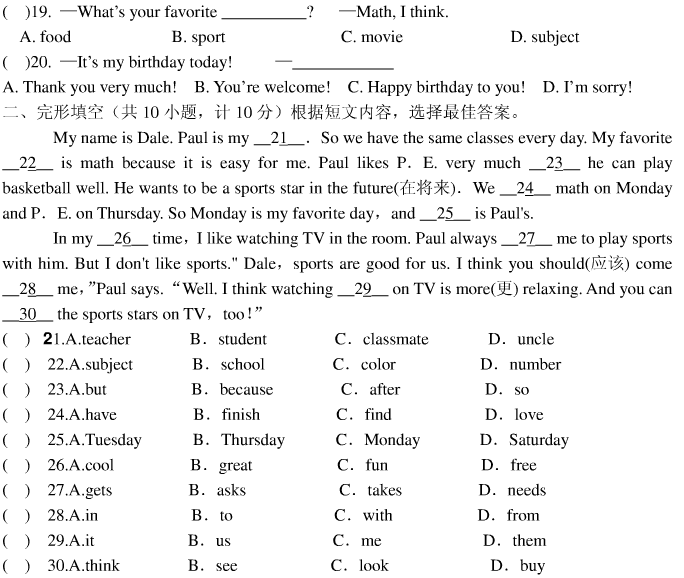 (    )19. —What's your favorite __________?    —Math, I think.
A. food    B. sport    C. movie    D. subject
(    )20. —It's my birthday today!    —____________
A. Thank you very much!    B. You're welcome!    C. Happy birthday to you!    D. I'm sorry!
二、完形填空（共 10 小题，计 10 分）根据短文内容，选择最佳答案。
My name is Dale. Paul is my __21__．So we have the same classes every day. My favorite
__22__ is math because it is easy for me. Paul likes P．E. very much __23__ he can play
basketball well. He wants to be a sports star in the future(在将来)．We __24__ math on Monday
and P．E. on Thursday. So Monday is my favorite day，and __25__ is Paul's.
In my __26__ time，I like watching TV in the room. Paul always __27__ me to play sports
with him. But I don't like sports." Dale，sports are good for us. I think you should(应该) come
__28__ me，”Paul says.“Well. I think watching __29__ on TV is more(更) relaxing. And you can
__30__ the sports stars on TV，too!”
(    ) 21.A.teacher    B．student    C．classmate    D．uncle
(    ) 22.A.subject    B．school    C．color    D．number
(    ) 23.A.but    B．because    C．after    D．so
(    ) 24.A.have    B．finish    C．find    D．love
(    ) 25.A.Tuesday    B．Thursday    C．Monday    D．Saturday
(    ) 26.A.cool    B．great    C．fun    D．free
(    ) 27.A.gets    B．asks    C．takes    D．needs
(    ) 28.A.in    B．to    C．with    D．from
(    ) 29.A.it    B．us    C．me    D．them
(    ) 30.A.think    B．see    C．look    D．buy